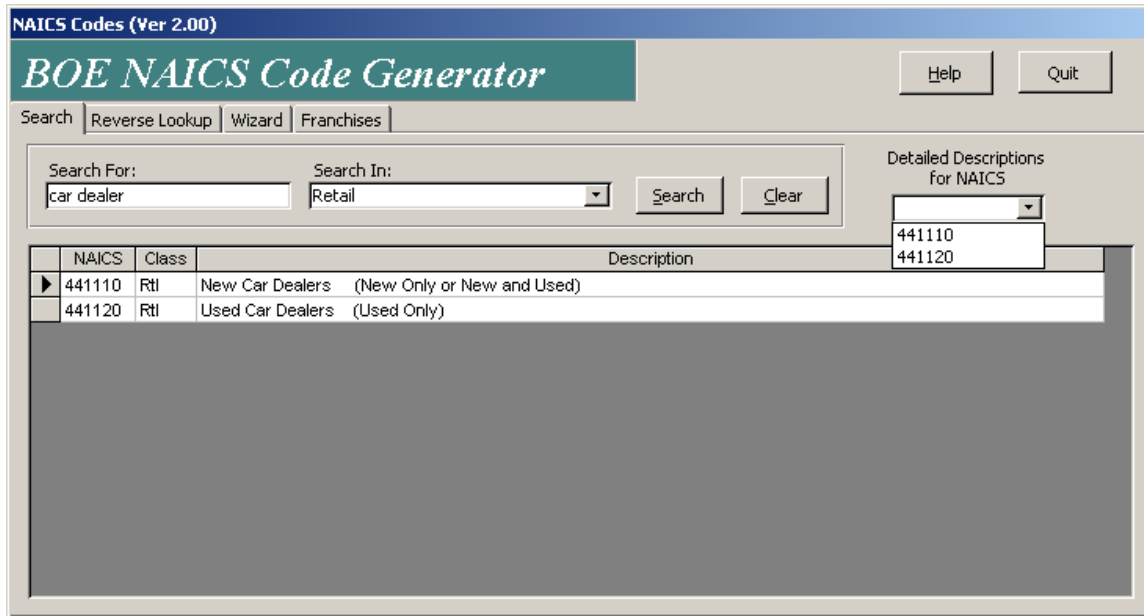 NAICS Codes (Ver 2.00)
BOE NAICS Code Generator
Help Quit
Search Reverse Lookup Wizard Franchises
Search For: Search In:
car dealer Retail Search Clear
Detailed Descriptions
for NAICS
441110
441120
NAICS Class Description
441110 Rtl New Car Dealers (New Only or New and Used)
441120 Rtl Used Car Dealers (Used Only)